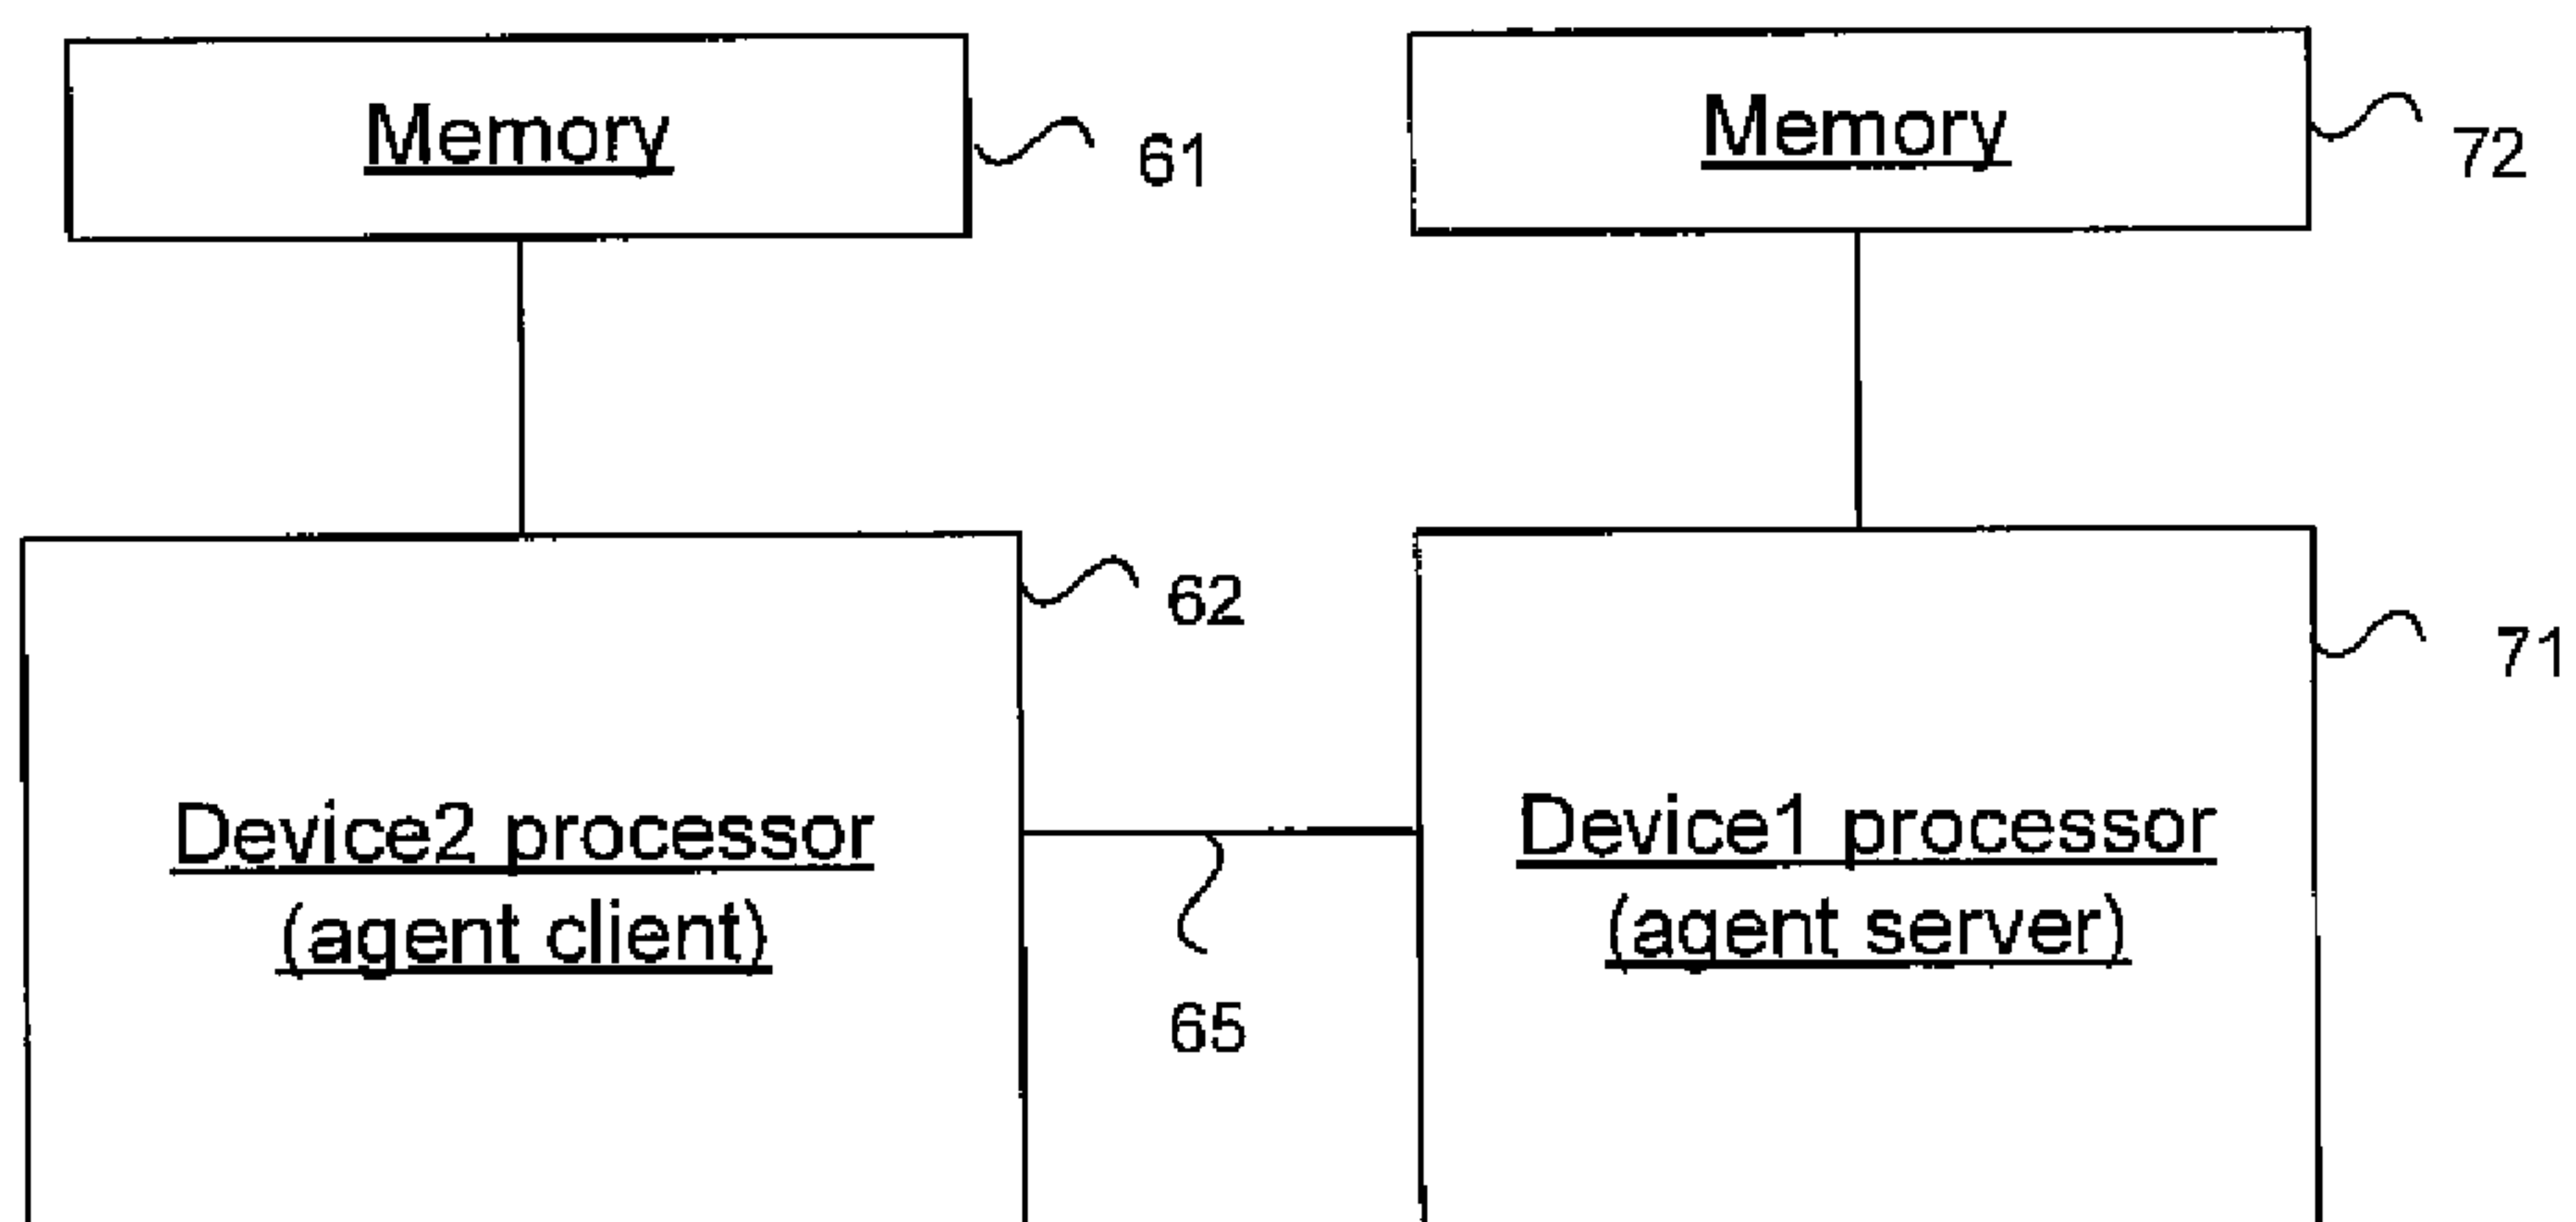 Memory
61
Memory
72
62
71
Device2 processor
(agent client)
Device1 processor
(agent server)
65